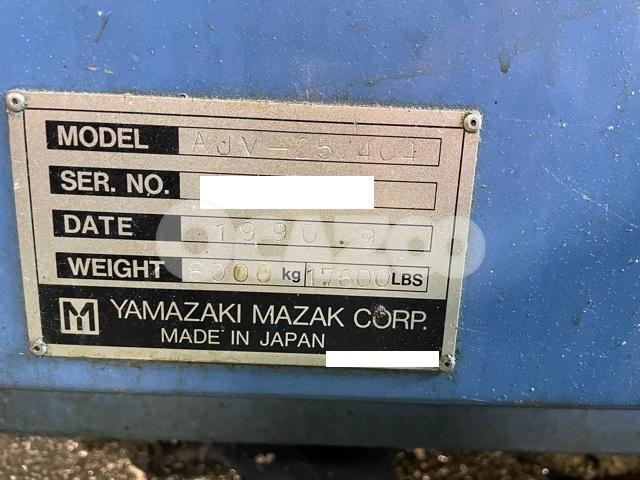 MODEL AJV-25/404
SER. NO.
DATE 1990.9
WEIGHT 8000 kg 17600 LBS
M YAMAZAKI MAZAK CORP.
MADE IN JAPAN